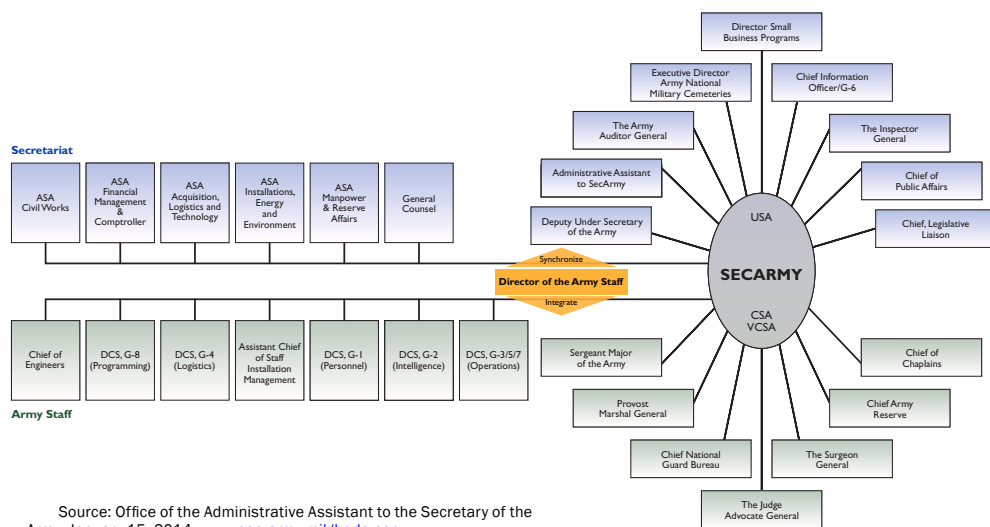 Director Small
Business Programs
Executive Director
Army National
Military Cemeteries
Chief Information
Officer/G-6
The Army
Auditor General
The Inspector
General
Administrative Assistant
to SecArmy
Chief of
Public Affairs
Deputy Under Secretary
of the Army
Chief, Legislative
Liaison
Secretariat
ASA
Civil Works
ASA
Financial
Management
&
Comptroller
ASA
Acquisition,
Logistics and
Technology
ASA
Installations,
Energy
and
Environment
ASA
Manpower
& Reserve
Affairs
General
Counsel
USA
SECARMY
CSA
VCSA
Synchronize
Director of the Army Staff
Integrate
Chief of
Engineers
DCS, G-8
(Programming)
DCS, G-4
(Logistics)
Assistant Chief
of Staff
Installation
Management
DCS, G-1
(Personnel)
DCS, G-2
(Intelligence)
DCS, G-3/5/7
(Operations)
Army Staff
Sergeant Major
of the Army
Chief of
Chaplains
Provost
Marshal General
Chief Army
Reserve
Chief National
Guard Bureau
The Surgeon
General
The Judge
Advocate General
Source: Office of the Administrative Assistant to the Secretary of the